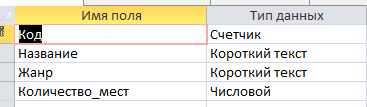 Имя поля Тип данных
Код Счетчик
Название Короткий текст
Жанр Короткий текст
Количество_мест Числовой